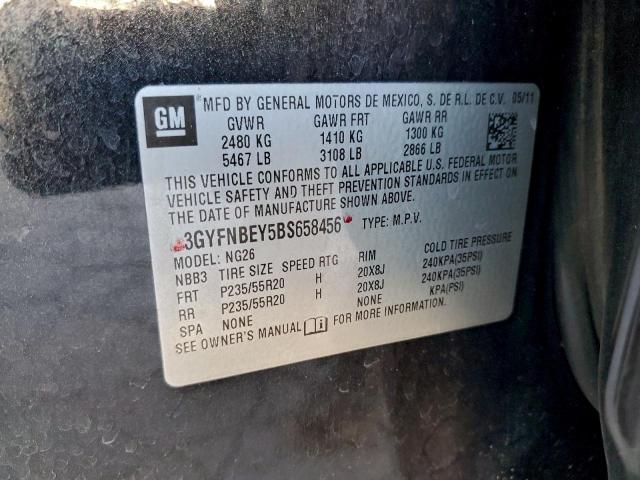 GM ®MFD BY GENERAL MOTORS DE MEXICO, S. DE R.L. DE C.V. 05/11
GVWR GAWR FRT GAWR RR
2480 KG 1410 KG 1300 KG
5467 LB 3108 LB 2866 LB
THIS VEHICLE CONFORMS TO ALL APPLICABLE U.S. FEDERAL MOTOR
VEHICLE SAFETY AND THEFT PREVENTION STANDARDS IN EFFECT ON
THE DATE OF MANUFACTURE SHOWN ABOVE.
3GYFNBEY5BS658456 TYPE: M.P.V.
MODEL: NG26
NBB3 TIRE SIZE SPEED RTG RIM COLD TIRE PRESSURE
FRT P235/55R20 H 20X8J 240KPA(35PSI)
RR P235/55R20 H 20X8J 240KPA(35PSI)
SPA NONE NONE KPA(PSI)
SEE OWNER'S MANUAL FOR MORE INFORMATION.